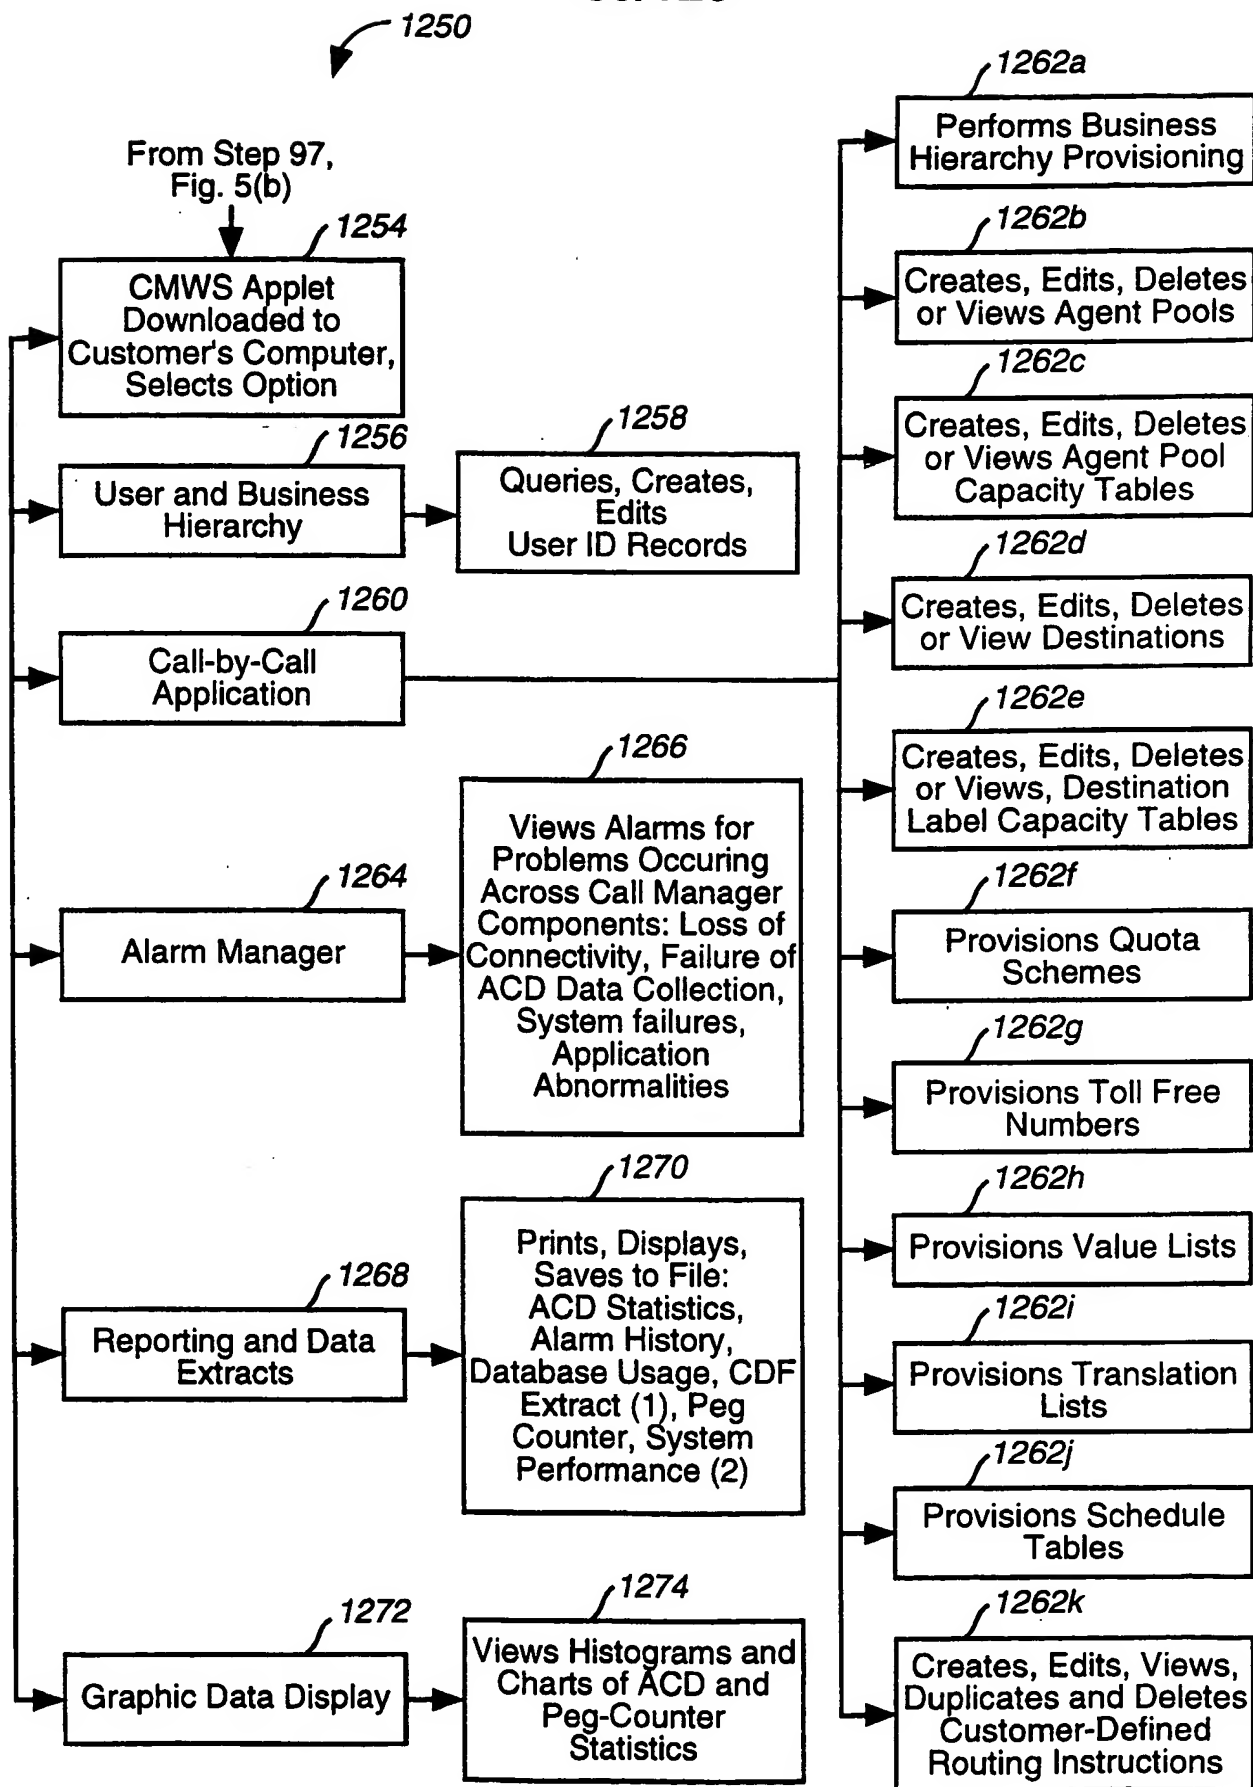 1250
From Step 97,
Fig. 5(b)
1254
CMWS Applet
Downloaded to
Customer's Computer,
Selects Option
1256
User and Business
Hierarchy
1258
Queries, Creates,
Edits
User ID Records
1260
Call-by-Call
Application
1264
Alarm Manager
1266
Views Alarms for
Problems Occuring
Across Call Manager
Components: Loss of
Connectivity, Failure of
ACD Data Collection,
System failures,
Application
Abnormalities
1268
Reporting and Data
Extracts
1270
Prints, Displays,
Saves to File:
ACD Statistics,
Alarm History,
Database Usage, CDF
Extract (1), Peg
Counter, System
Performance (2)
1272
Graphic Data Display
1274
Views Histograms and
Charts of ACD and
Peg-Counter
Statistics
1262a
Performs Business
Hierarchy Provisioning
1262b
Creates, Edits, Deletes
or Views Agent Pools
1262c
Creates, Edits, Deletes
or Views Agent Pool
Capacity Tables
1262d
Creates, Edits, Deletes
or View Destinations
1262e
Creates, Edits, Deletes
or Views, Destination
Label Capacity Tables
1262f
Provisions Quota
Schemes
1262g
Provisions Toll Free
Numbers
1262h
Provisions Value Lists
1262i
Provisions Translation
Lists
1262j
Provisions Schedule
Tables
1262k
Creates, Edits, Views,
Duplicates and Deletes
Customer-Defined
Routing Instructions